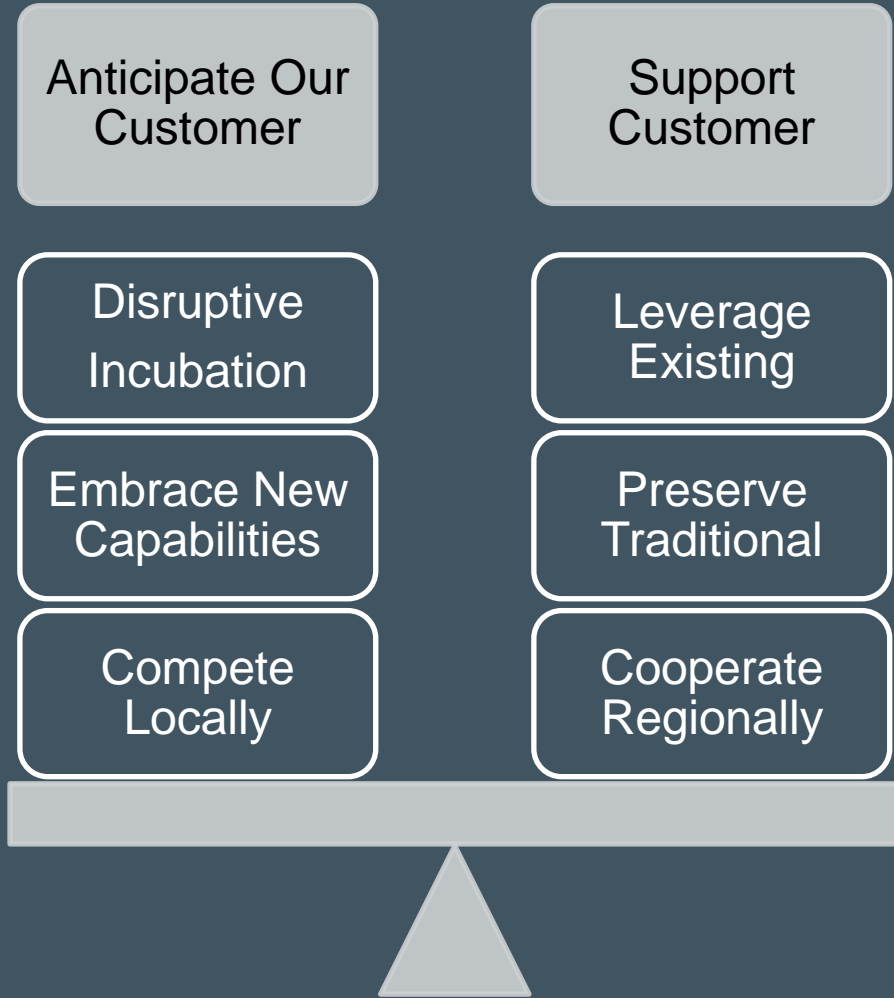 Anticipate Our
Customer
Support
Customer
Disruptive
Incubation
Leverage
Existing
Embrace New
Capabilities
Preserve
Traditional
Compete
Locally
Cooperate
Regionally